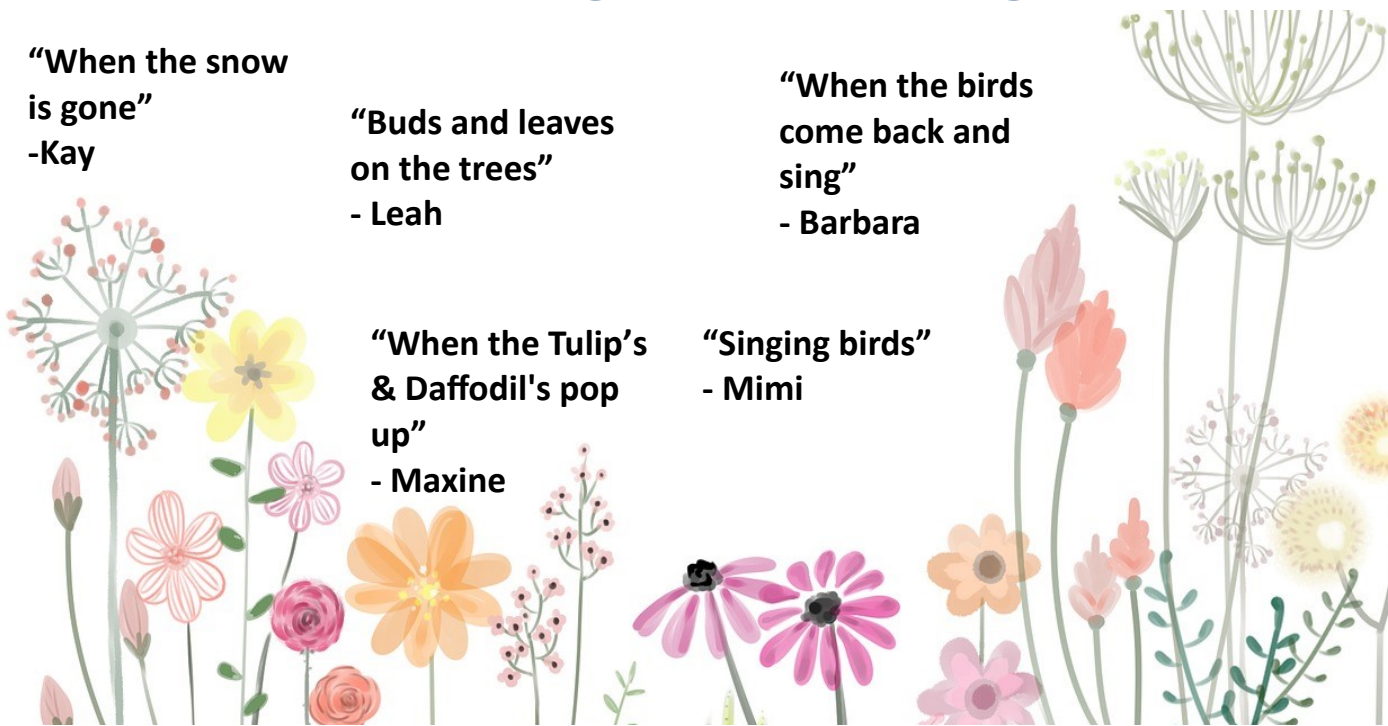 “When the snow
is gone”
-Kay
“Buds and leaves
on the trees”
- Leah
“When the birds
come back and
sing”
- Barbara
“When the Tulip’s
& Daffodil's pop
up”
- Maxine
“Singing birds”
- Mimi